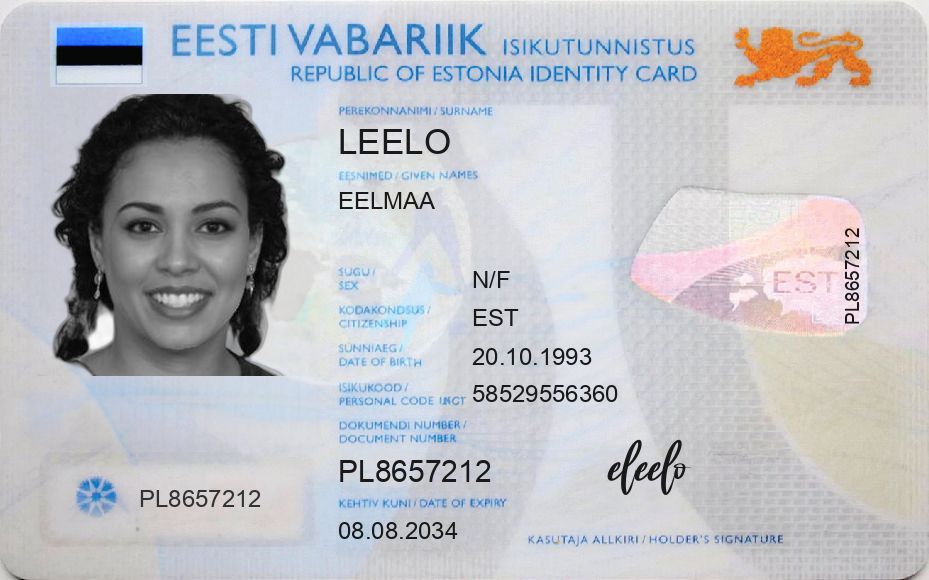 EESTI VABARIIK ISIKUTUNNISTUS
REPUBLIC OF ESTONIA IDENTITY CARD
PEREKONNANIMI / SURNAME
LEELO
EESNIMED / GIVEN NAMES
EELMAA
SUGU /
SEX
N/F
KODAKONDSUS /
CITIZENSHIP
EST
SÜNNIAEG /
DATE OF BIRTH
20.10.1993
ISIKUKOOD /
PERSONAL CODE
58529556360
DOKUMENDI NUMBER /
DOCUMENT NUMBER
PL8657212
KEHTIV KUNI / DATE OF EXPIRY
08.08.2034
PL8657212
EST
PL8657212
eleelo
KASUTAJA ALLKIRI / HOLDER'S SIGNATURE